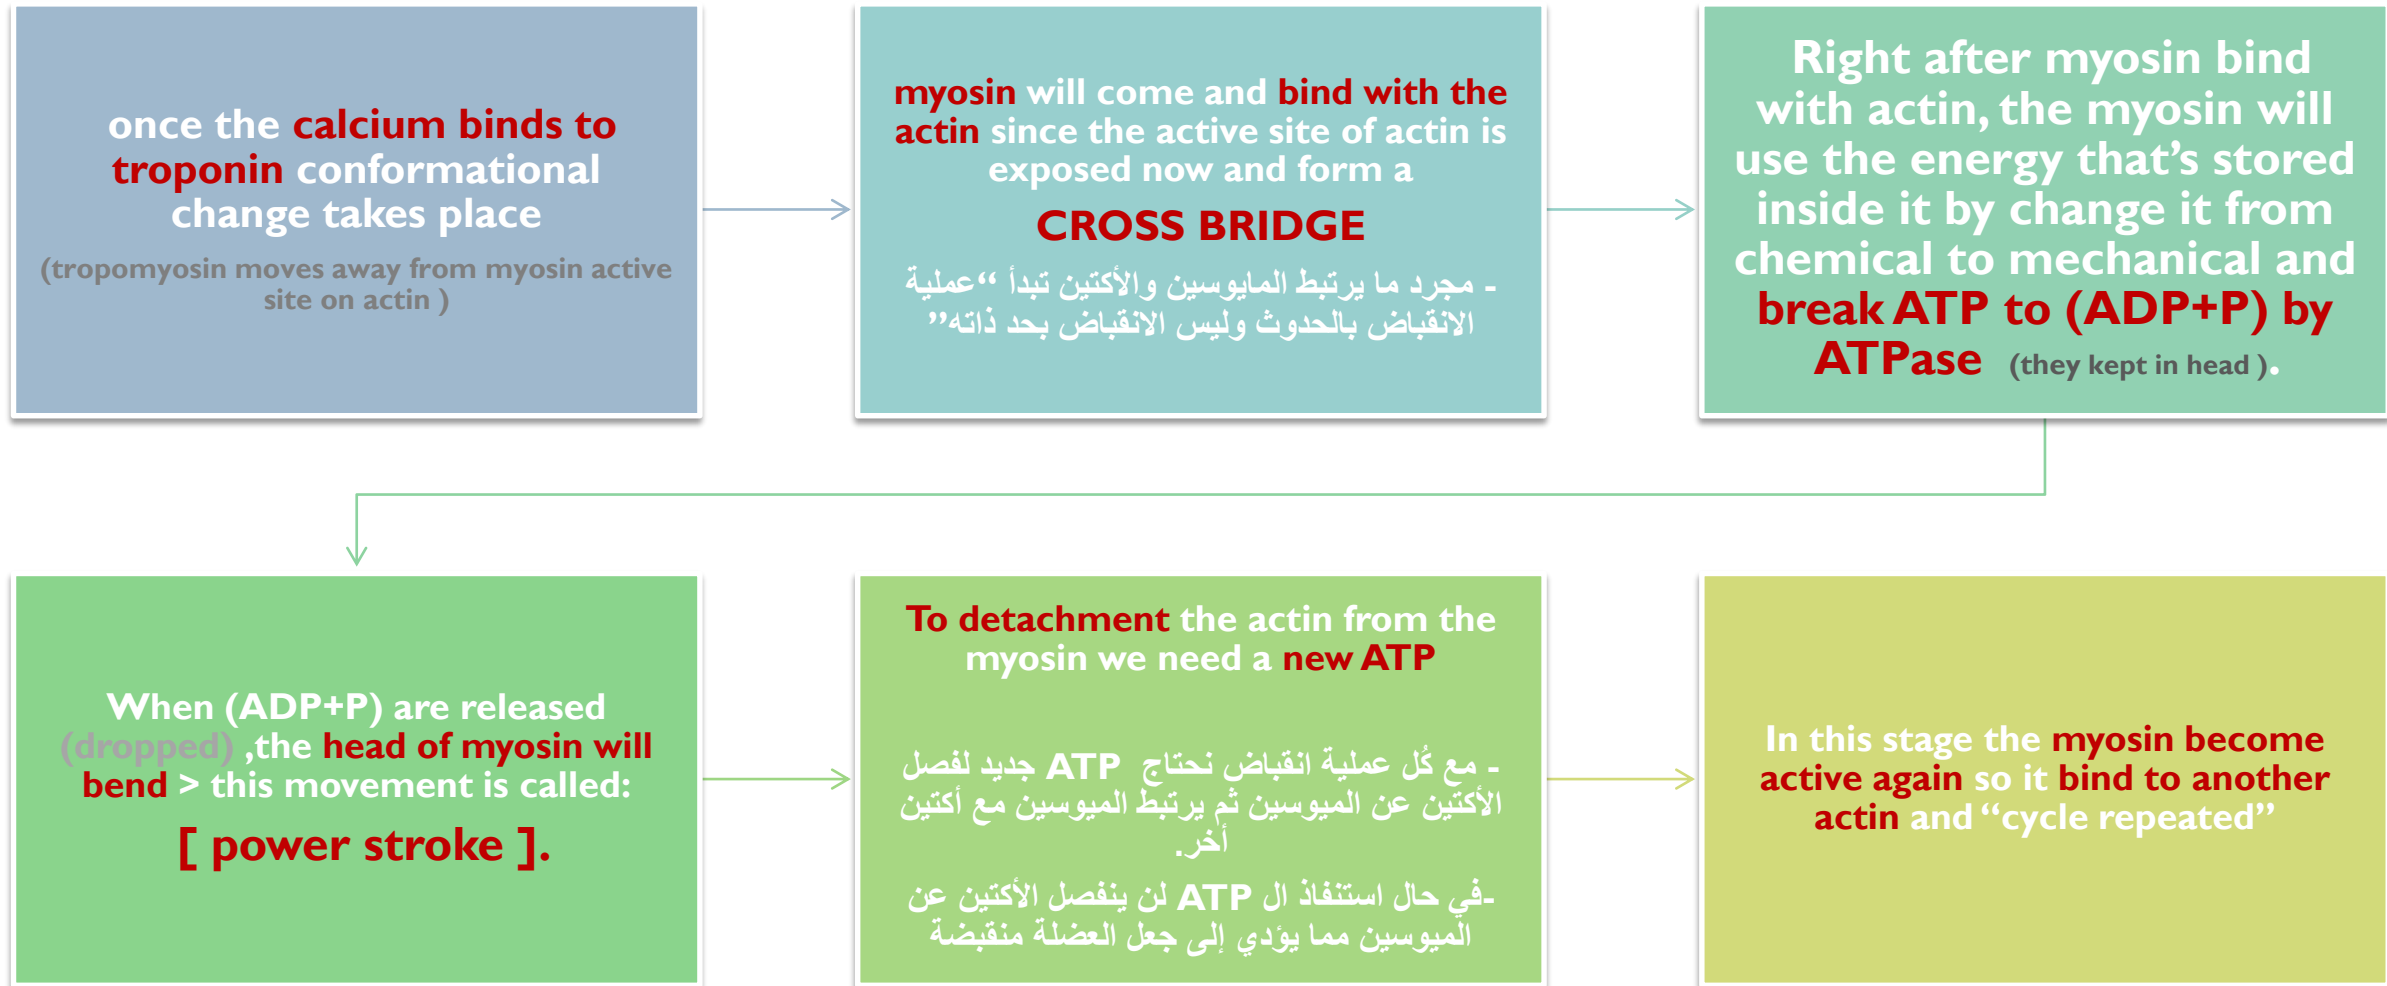 once the calcium binds to
troponin conformational
change takes place
(tropomyosin moves away from myosin active
site on actin )
myosin will come and bind with the
actin since the active site of actin is
exposed now and form a
CROSS BRIDGE
- مجرد ما يرتبط المايوسين والأكتين تبدأ “عملية
الانقباض بالحدوث وليس الانقباض بحد ذاته”
Right after myosin bind
with actin, the myosin will
use the energy that’s stored
inside it by change it from
chemical to mechanical and
break ATP to (ADP+P) by
ATPase (they kept in head ).
When (ADP+P) are released
(dropped) ,the head of myosin will
bend > this movement is called:
[ power stroke ].
To detachment the actin from the
myosin we need a new ATP
- مع كُل عملية انقباض نحتاج ATP جديد لفصل
الأكتين عن الميوسين ثم يرتبط الميوسين مع أكتين
أخر.
-في حال استنفاذ ال ATP لن ينفصل الأكتين عن
الميوسين مما يؤدي إلى جعل العضلة منقبضة
In this stage the myosin become
active again so it bind to another
actin and “cycle repeated”